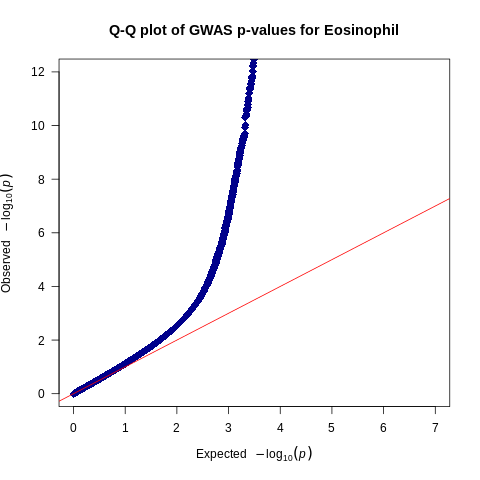 Q-Q plot of GWAS p-values for Eosinophil
12
10
8
6
4
2
0
Observed −log10(p)
0 1 2 3 4 5 6 7
Expected −log10(p)